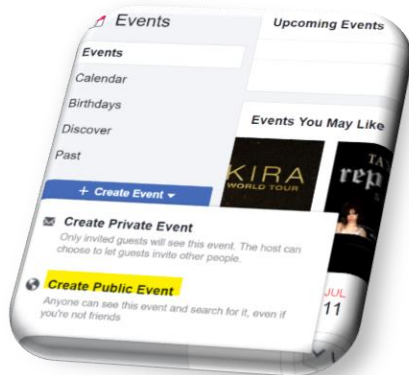 Events
Upcoming Events
Events
Calendar
Birthdays
Discover
Past
Events You May Like
KIRA
WORLD TOUR
TA
rep
+ Create Event
Create Private Event
Only invited guests will see this event. The host can
choose to let guests invite other people.
Create Public Event
Anyone can see this event and search for it, even if
you're not friends
JUL
11